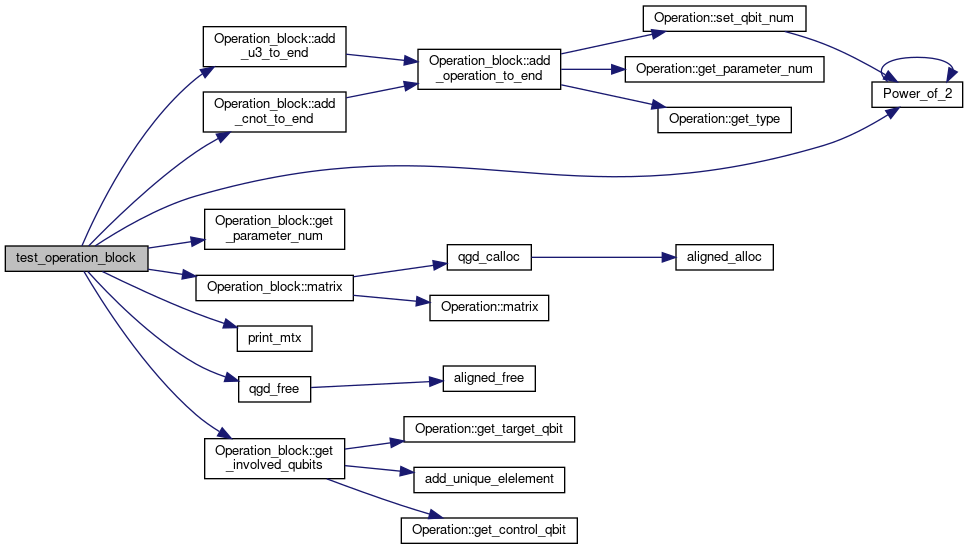 Operation::set_qbit_num
Operation_block::add
_u3_to_end
Operation_block::add
_operation_to_end
Operation::get_parameter_num
Power_of_2
Operation_block::add
_cnot_to_end
Operation::get_type
Operation_block::get
_parameter_num
test_operation_block
qgd_calloc
aligned_alloc
Operation_block::matrix
Operation::matrix
print_mtx
qgd_free
aligned_free
Operation::get_target_qbit
Operation_block::get
_involved_qubits
add_unique_elelement
Operation::get_control_qbit